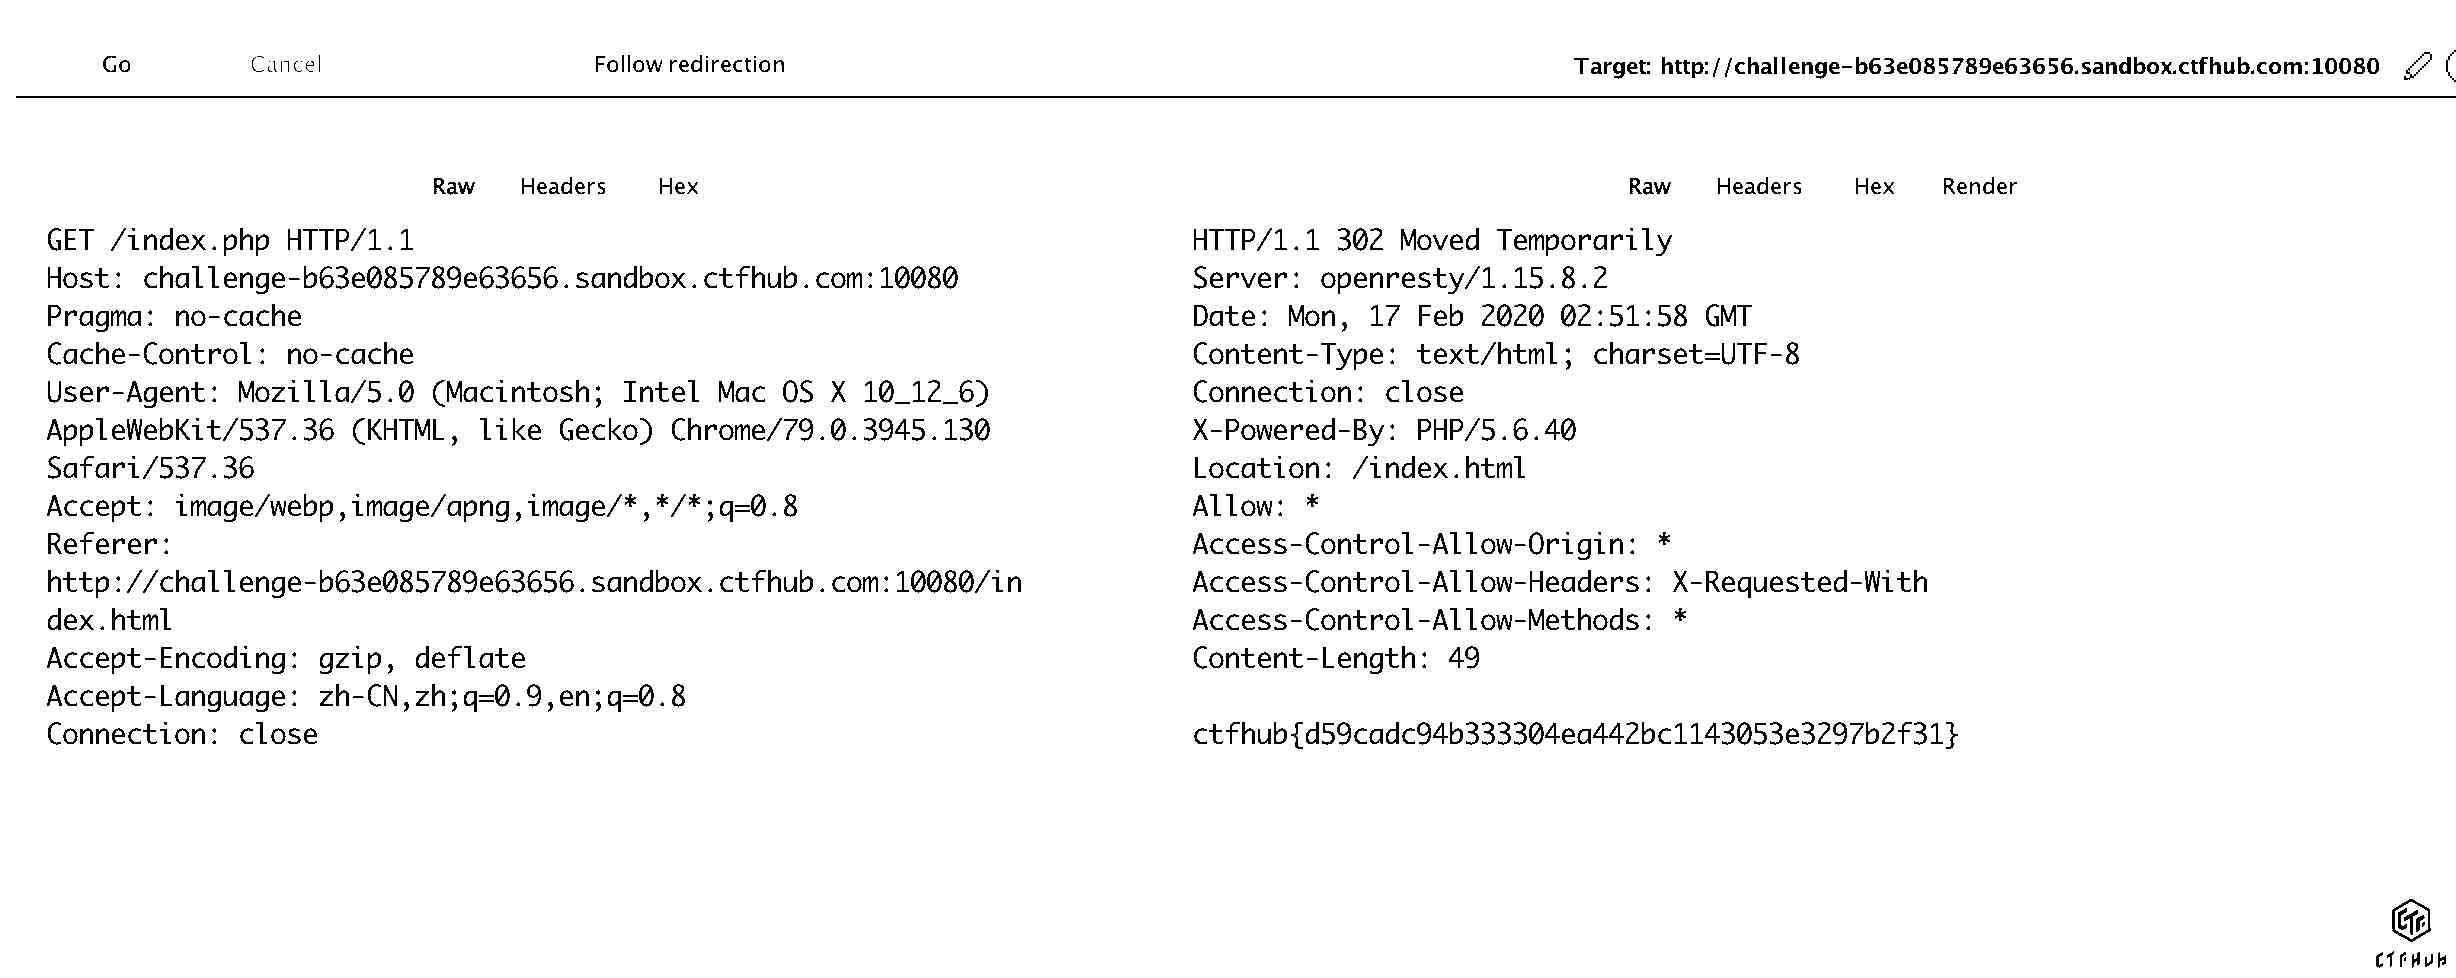 Go Cancel Follow redirection Target: http://challenge-b63e085789e63656.sandbox.ctfhub.com:10080
Raw Headers Hex
GET /index.php HTTP/1.1
Host: challenge-b63e085789e63656.sandbox.ctfhub.com:10080
Pragma: no-cache
Cache-Control: no-cache
User-Agent: Mozilla/5.0 (Macintosh; Intel Mac OS X 10_12_6)
AppleWebKit/537.36 (KHTML, like Gecko) Chrome/79.0.3945.130
Safari/537.36
Accept: image/webp,image/apng,image/*,*/*;q=0.8
Referer:
http://challenge-b63e085789e63656.sandbox.ctfhub.com:10080/in
dex.html
Accept-Encoding: gzip, deflate
Accept-Language: zh-CN,zh;q=0.9,en;q=0.8
Connection: close
Raw Headers Hex Render
HTTP/1.1 302 Moved Temporarily
Server: openresty/1.15.8.2
Date: Mon, 17 Feb 2020 02:51:58 GMT
Content-Type: text/html; charset=UTF-8
Connection: close
X-Powered-By: PHP/5.6.40
Location: /index.html
Allow: *
Access-Control-Allow-Origin: *
Access-Control-Allow-Headers: X-Requested-With
Access-Control-Allow-Methods: *
Content-Length: 49
ctfhub{d59cadc94b333304ea442bc1143053e3297b2f31}
CTF
CTFHUB